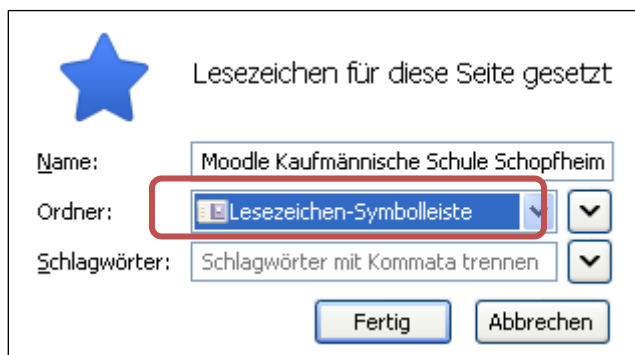 Lesezeichen für diese Seite gesetzt
Name: Moodle Kaufmännische Schule Schopfheim
Ordner: Lesezeichen-Symbolleiste
Schlagwörter: Schlagwörter mit Kommata trennen
Fertig Abbrechen